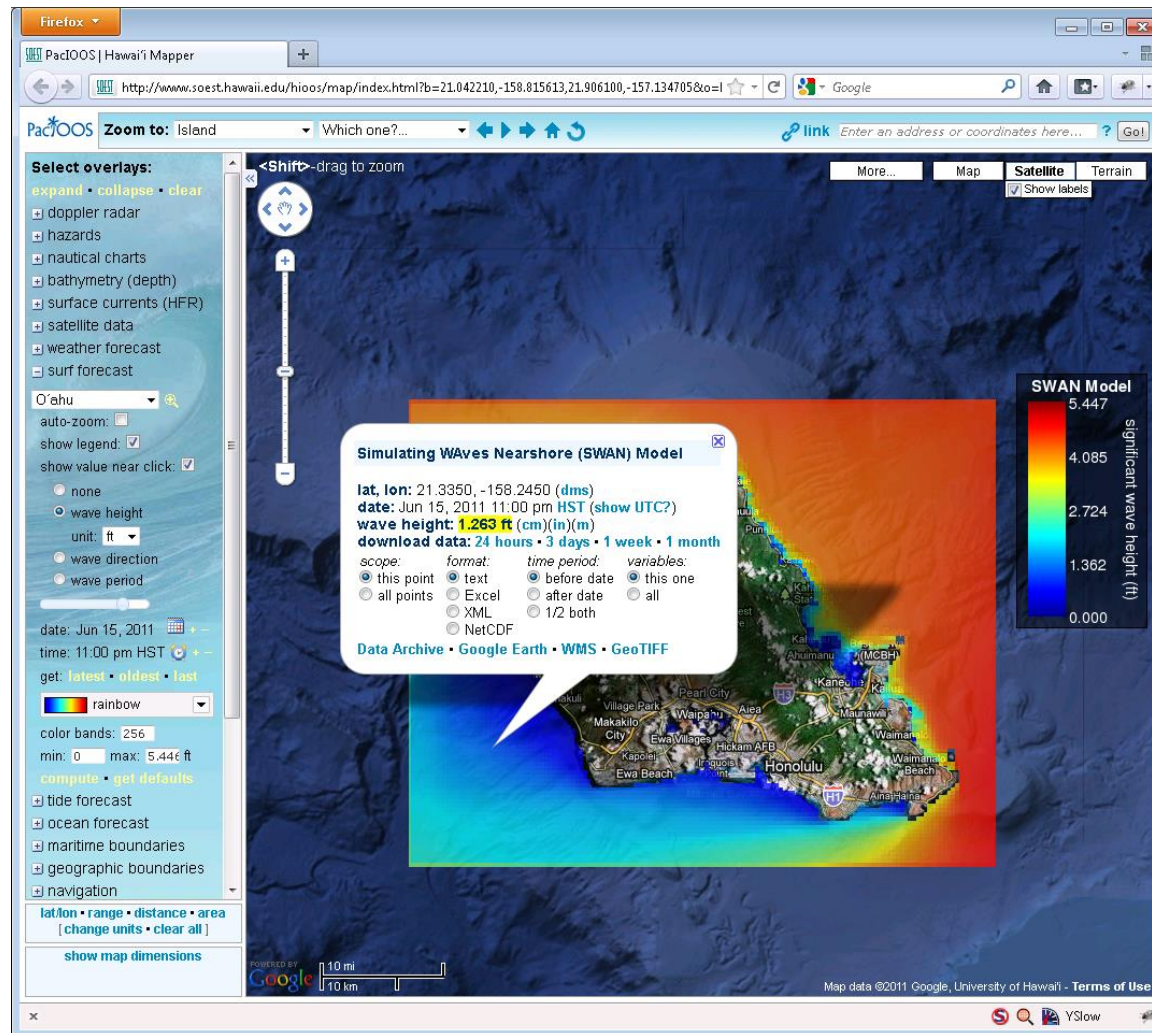 Firefox
PacIOOS | Hawai'i Mapper
http://www.soest.hawaii.edu/hioos/map/index.html?b=21.042210,-158.815613,21.906100,-157.134705&o=l
Google
PacIOOS
Zoom to: Island
Which one?...
link
Enter an address or coordinates here...
?
Go!
Select overlays:
expand • collapse • clear
doppler radar
hazards
nautical charts
bathymetry (depth)
surface currents (HFR)
satellite data
weather forecast
surf forecast
O'ahu
auto-zoom:
show legend:
show value near click:
none
wave height
unit: ft
wave direction
wave period
date: Jun 15, 2011
time: 11:00 pm HST
get: latest • oldest • last
rainbow
color bands: 256
min: 0 max: 5.446 ft
compute • get defaults
tide forecast
ocean forecast
maritime boundaries
geographic boundaries
navigation
lat/lon • range • distance • area
[ change units • clear all ]
show map dimensions
<Shift>-drag to zoom
More...
Map
Satellite
Terrain
Show labels
SWAN Model
5.447
4.085
2.724
1.362
0.000
significant wave height (ft)
Simulating WAves Nearshore (SWAN) Model
lat, lon: 21.3350, -158.2450 (dms)
date: Jun 15, 2011 11:00 pm HST (show UTC?)
wave height: 1.263 ft (cm)(in)(m)
download data: 24 hours • 3 days • 1 week • 1 month
scope: format: time period: variables:
this point text before date this one
all points Excel after date all
XML 1/2 both
NetCDF
Data Archive • Google Earth • WMS • GeoTIFF
Ahuimanu
(MCBH)
Kaneohe
Kailua
Pearl City
H3
Village Park
Waipahu
Aiea
Maunawili
Makakilo
City
Ewa Villages
Waimanalo
Hickam AFB
Kapolei
Iroquois
Point
Honolulu
Waimanalo
Beach
Ewa Beach
H1
Aina Haina
POWERED BY
Google
10 mi
10 km
Map data ©2011 Google, University of Hawai'i - Terms of Use
YSlow